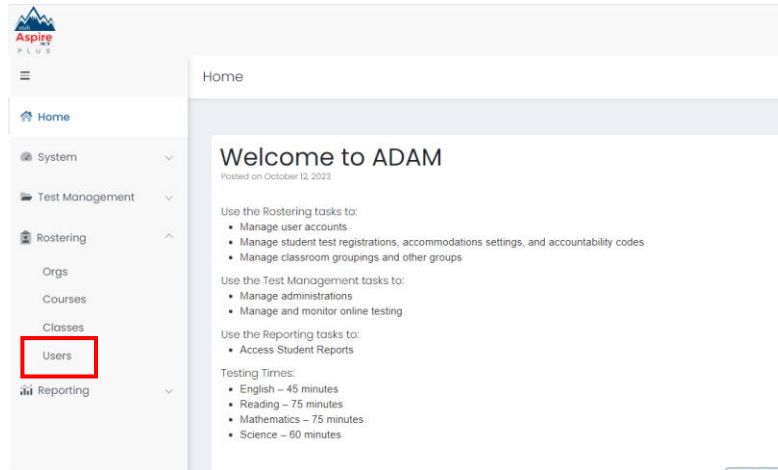 Utah
Aspire
PLUS
Home
Home
System
Test Management
Rostering
Orgs
Courses
Classes
Users
Reporting
Welcome to ADAM
Posted on October 12, 2023
Use the Rostering tasks to:
• Manage user accounts
• Manage student test registrations, accommodations settings, and accountability codes
• Manage classroom groupings and other groups
Use the Test Management tasks to:
• Manage administrations
• Manage and monitor online testing
Use the Reporting tasks to:
• Access Student Reports
Testing Times:
• English – 45 minutes
• Reading – 75 minutes
• Mathematics – 75 minutes
• Science – 60 minutes